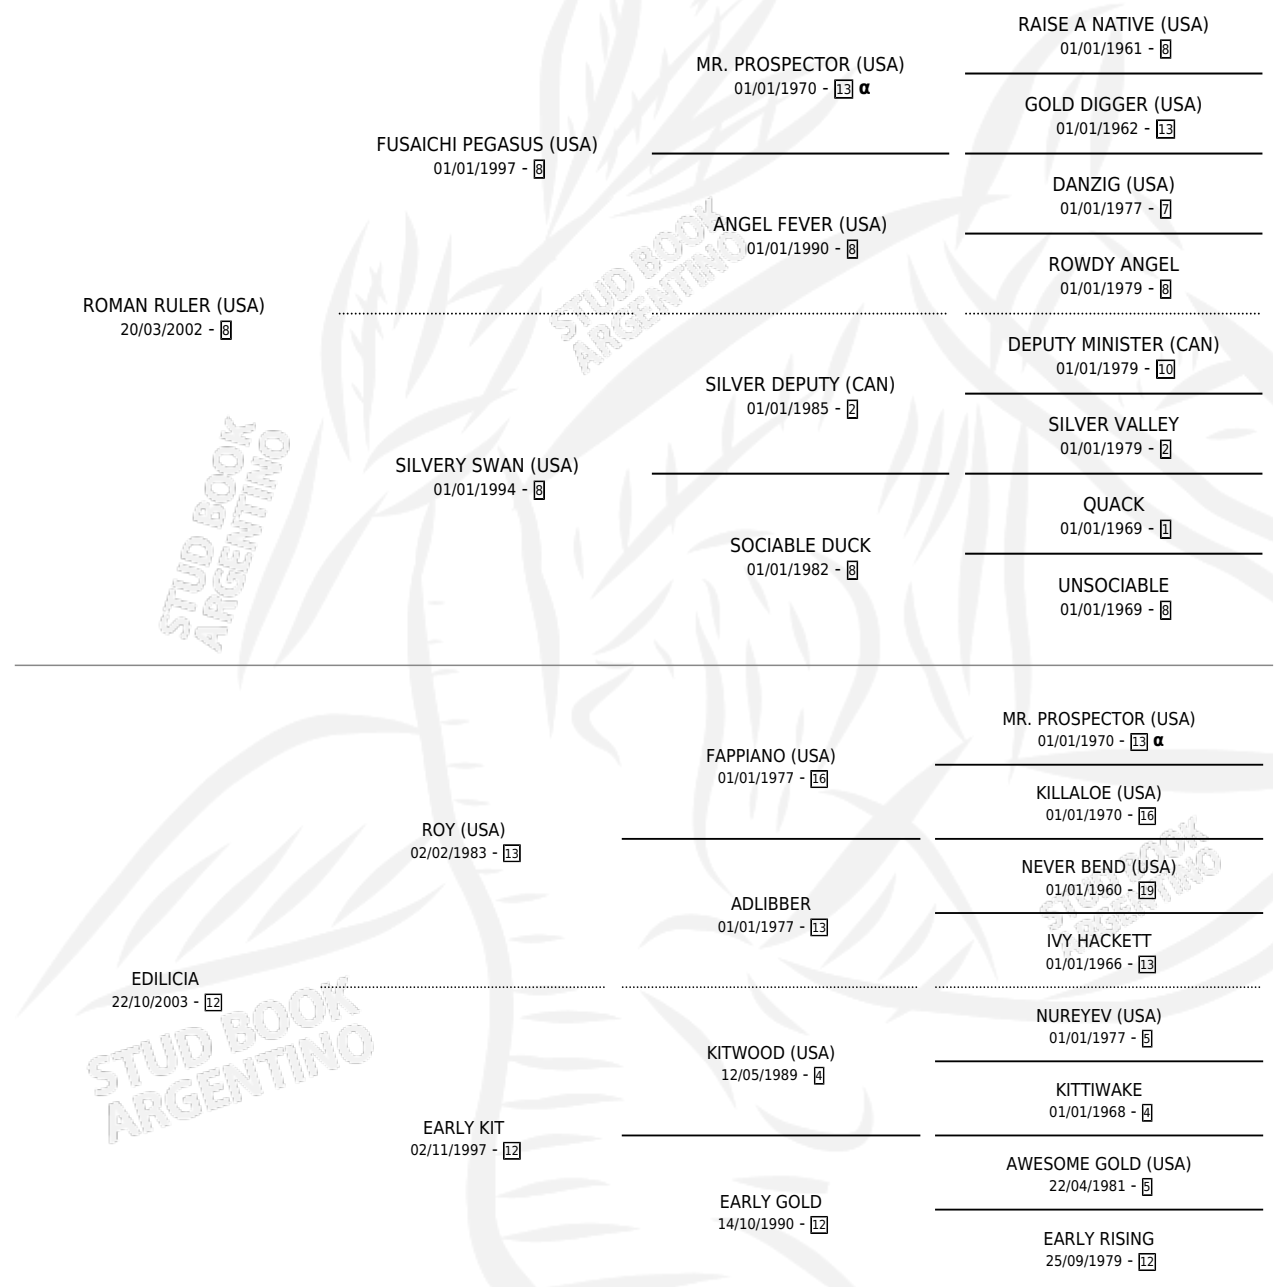 RAISE A NATIVE (USA)
01/01/1961 - 8
MR. PROSPECTOR (USA)
01/01/1970 - 13 α
GOLD DIGGER (USA)
01/01/1962 - 13
FUSAICHI PEGASUS (USA)
01/01/1997 - 8
DANZIG (USA)
01/01/1977 - 7
ANGEL FEVER (USA)
01/01/1990 - 8
ROWDY ANGEL
01/01/1979 - 8
ROMAN RULER (USA)
20/03/2002 - 8
DEPUTY MINISTER (CAN)
01/01/1979 - 10
SILVER DEPUTY (CAN)
01/01/1985 - 2
SILVER VALLEY
01/01/1979 - 2
SILVERY SWAN (USA)
01/01/1994 - 8
QUACK
01/01/1969 - 1
SOCIABLE DUCK
01/01/1982 - 8
UNSOCIABLE
01/01/1969 - 8
STUD BOOK
ARGENTINO
STUD BOOK
ARGENTINO
MR. PROSPECTOR (USA)
01/01/1970 - 13 α
FAPPIANO (USA)
01/01/1977 - 16
KILLALOE (USA)
01/01/1970 - 16
ROY (USA)
02/02/1983 - 13
NEVER BEND (USA)
01/01/1960 - 19
ADLIBBER
01/01/1977 - 13
IVY HACKETT
01/01/1966 - 13
EDILICIA
22/10/2003 - 12
NUREYEV (USA)
01/01/1977 - 5
KITWOOD (USA)
12/05/1989 - 4
KITTIWAKE
01/01/1968 - 4
EARLY KIT
02/11/1997 - 12
AWESOME GOLD (USA)
22/04/1981 - 5
EARLY GOLD
14/10/1990 - 12
EARLY RISING
25/09/1979 - 12
STUD BOOK
ARGENTINO
STUD BOOK
ARGENTINO